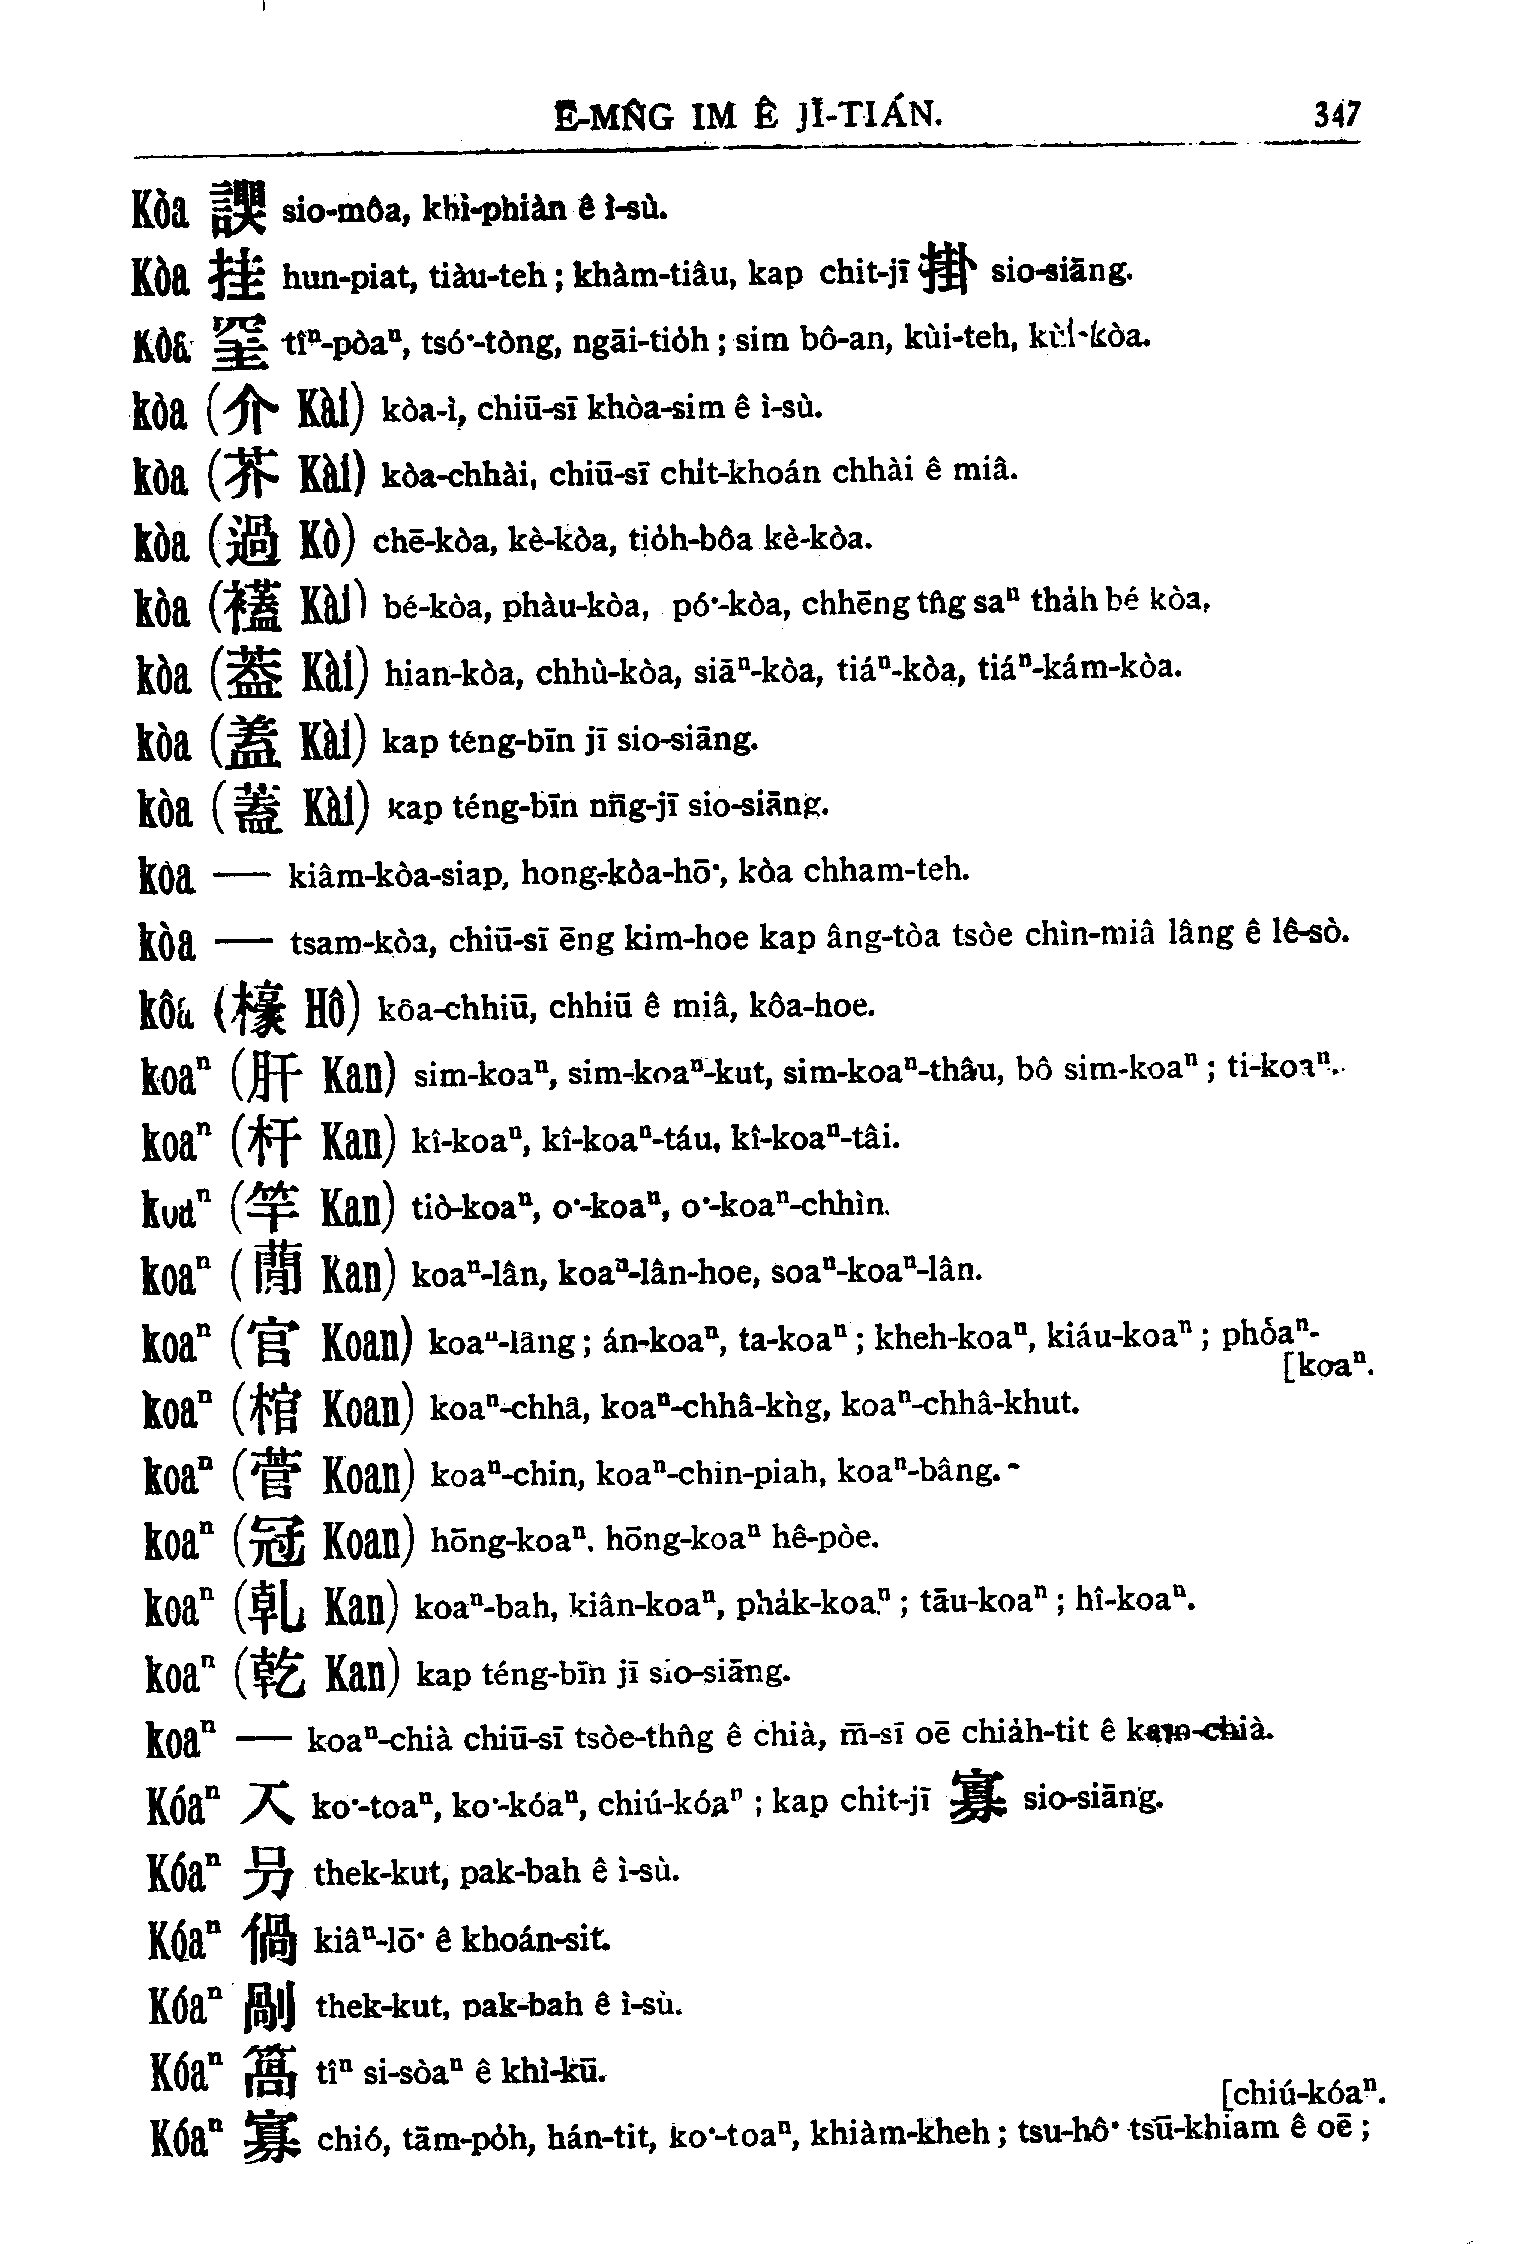 Ē-MN̂G IM Ê JĪ-TIÁN. 347
Kòa 諜 sio-môa, khì-phiàn ê ì-sù.
Kòa 挂 hun-piat, tiàu-teh; khàm-tiâu, kap chit-jī 掛 sio-siāng.
Kòa 罣 tîⁿ-pòaⁿ, tsó͘-tòng, ngāi-tio̍h; sim bô-an, kùi-teh, kùi-kòa.
kòa (介 Kài) kòa-ì, chiū-sī khòa-sim ê ì-sù.
kòa (芥 Kài) kòa-chhài, chiū-sī chi̍t-khoán chhài ê miâ.
kòa (過 Kò) chē-kòa, kè-kòa, tio̍h-bôa kè-kòa.
kòa (𧝁 Kài) bé-kòa, phàu-kòa, pó͘-kòa, chhēng tn̂g saⁿ tha̍h bé kòa,
kòa (葢 Kài) hian-kòa, chhù-kòa, siāⁿ-kòa, tiáⁿ-kòa, tiáⁿ-kám-kòa.
kòa (盖 Kài) kap téng-bīn jī sio-siāng.
kòa (蓋 Kài) kap téng-bīn nn̄g-jī sio-siāng.
kòa — kiâm-kòa-siap, hong-kòa-hō͘, kòa chham-teh.
kòa — tsam-kòa, chiū-sī ēng kim-hoe kap âng-tòa tsòe chìn-miâ lâng ê lê-sò.
kôa (檺 Hô) kôa-chhiū, chhiū ê miâ, kôa-hoe.
koaⁿ (肝 Kan) sim-koaⁿ, sim-koaⁿ-kut, sim-koaⁿ-thâu, bô sim-koaⁿ; ti-koaⁿ.
koaⁿ (杆 Kan) kî-koaⁿ, kî-koaⁿ-táu, kî-koaⁿ-tâi.
koaⁿ (竿 Kan) tiò-koaⁿ, o͘-koaⁿ, o͘-koaⁿ-chhìn.
koaⁿ (蕑 Kan) koaⁿ-lân, koaⁿ-lân-hoe, soaⁿ-koaⁿ-lân.
koaⁿ (官 Koan) koaⁿ-lâng; án-koaⁿ, ta-koaⁿ; kheh-koaⁿ, kiáu-koaⁿ; phóaⁿ-
[koaⁿ.
koaⁿ (棺 Koan) koaⁿ-chhâ, koaⁿ-chhâ-kǹg, koaⁿ-chhâ-khut.
koaⁿ (菅 Koan) koaⁿ-chin, koaⁿ-chin-piah, koaⁿ-bâng.
koaⁿ (冠 Koan) hōng-koaⁿ. hōng-koaⁿ hê-pòe.
koaⁿ (乹 Kan) koaⁿ-bah, kiân-koaⁿ, pha̍k-koaⁿ; tāu-koaⁿ; hî-koaⁿ.
koaⁿ (乾 Kan) kap téng-bīn jī sio-siāng.
koaⁿ — koaⁿ-chià chiū-sī tsòe-thn̂g ê chià, m̄-sī oē chia̍h-tit ê kam-chià.
Kóaⁿ 𠆣 ko͘-toaⁿ, ko͘-kóaⁿ, chiú-kóaⁿ; kap chit-jī 寡 sio-siāng.
Kóaⁿ 另 thek-kut, pak-bah ê ì-sù.
Kóaⁿ 㑻 kiâⁿ-lō͘ ê khoán-sit.
Kóaⁿ 剮 thek-kut, pak-bah ê ì-sù.
Kóaⁿ 簻 tîⁿ si-sòaⁿ ê khì-kū.
[chiú-kóaⁿ.
Kóaⁿ 寡 chió, tām-po̍h, hán-tit, ko͘-toaⁿ, khiàm-kheh; tsu-hô͘ tsū-khiam ê oē;